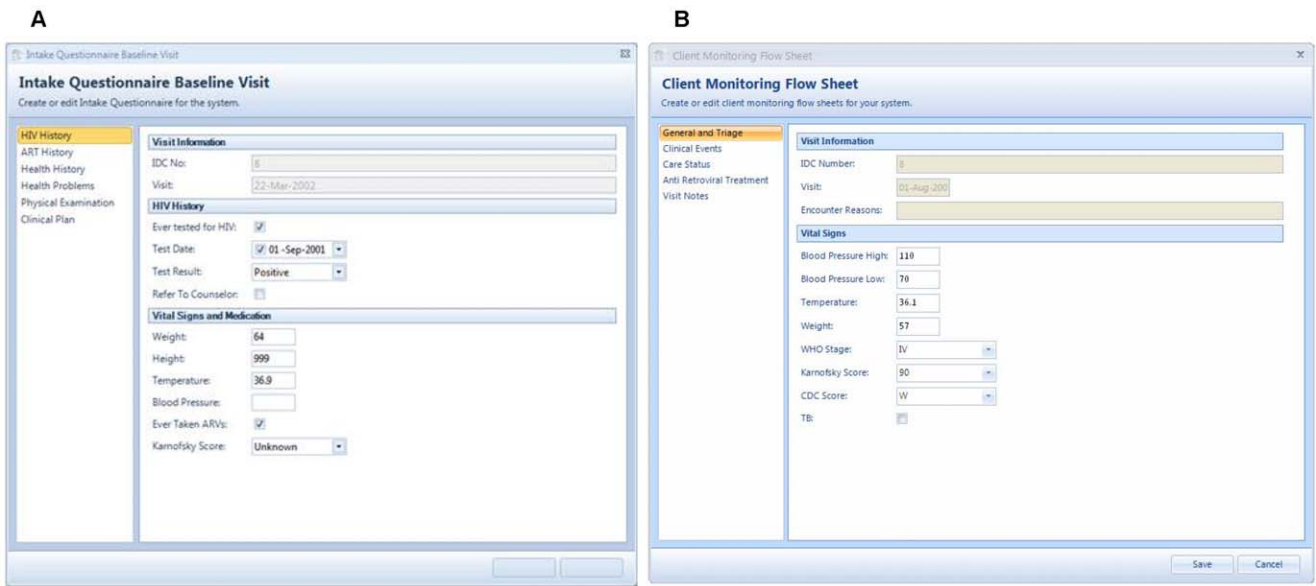 A
Intake Questionnaire Baseline Visit
Intake Questionnaire Baseline Visit
Create or edit Intake Questionnaire for the system.
HIV History
ART History
Health History
Health Problems
Physical Examination
Clinical Plan
Visit Information
IDC No: 8
Visit: 22-Mar-2002
HIV History
Ever tested for HIV:
Test Date: 01 -Sep-2001
Test Result: Positive
Refer To Counselor:
Vital Signs and Medication
Weight: 64
Height: 999
Temperature: 36.9
Blood Pressure:
Ever Taken ARVs:
Karnofsky Score: Unknown
B
Client Monitoring Flow Sheet
Client Monitoring Flow Sheet
Create or edit client monitoring flow sheets for your system.
General and Triage
Clinical Events
Care Status
Anti Retroviral Treatment
Visit Notes
Visit Information
IDC Number: 8
Visit: 01-Aug-200
Encounter Reasons:
Vital Signs
Blood Pressure High: 110
Blood Pressure Low: 70
Temperature: 36.1
Weight: 57
WHO Stage: IV
Karnofsky Score: 90
CDC Score: W
TB:
Save Cancel